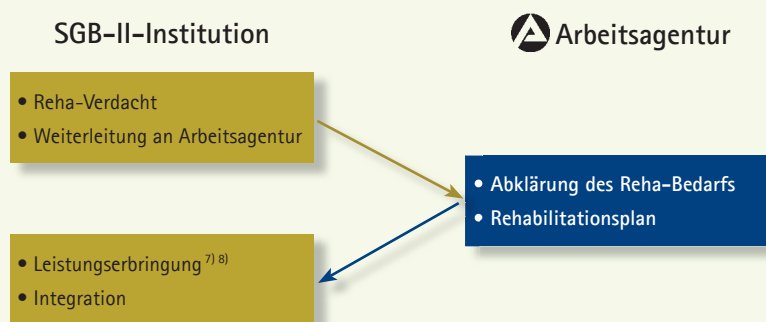 SGB-II-Institution
Arbeitsagentur
• Reha-Verdacht
• Weiterleitung an Arbeitsagentur
• Abklärung des Reha-Bedarfs
• Rehabilitationsplan
• Leistungserbringung 7) 8)
• Integration